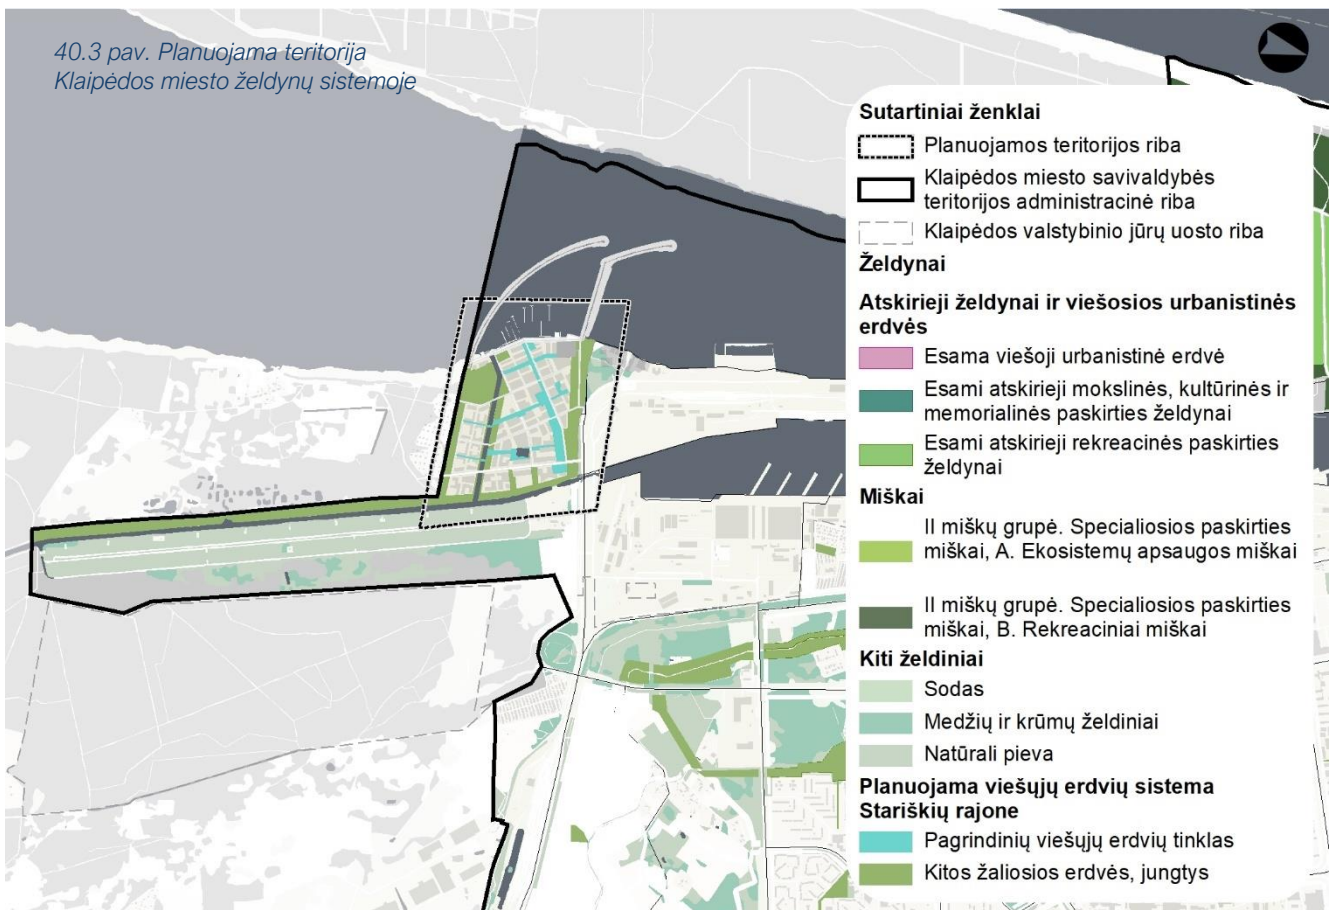 40.3 pav. Planuojama teritorija
Klaipėdos miesto želdynų sistemoje
Sutartiniai ženklai
Planuojamos teritorijos riba
Klaipėdos miesto savivaldybės
teritorijos administracinė riba
Klaipėdos valstybinio jūrų uosto riba
Želdynai
Atskirieji želdynai ir viešosios urbanistinės
erdvės
Esama viešoji urbanistinė erdvė
Esami atskirieji mokslinės, kultūrinės ir
memorialinės paskirties želdynai
Esami atskirieji rekreacinės paskirties
želdynai
Miškai
II miškų grupė. Specialiosios paskirties
miškai, A. Ekosistemų apsaugos miškai
II miškų grupė. Specialiosios paskirties
miškai, B. Rekreaciniai miškai
Kiti želdiniai
Sodas
Medžių ir krūmų želdiniai
Natūrali pieva
Planuojama viešųjų erdvių sistema
Stariškių rajone
Pagrindinių viešųjų erdvių tinklas
Kitos žaliosios erdvės, jungtys